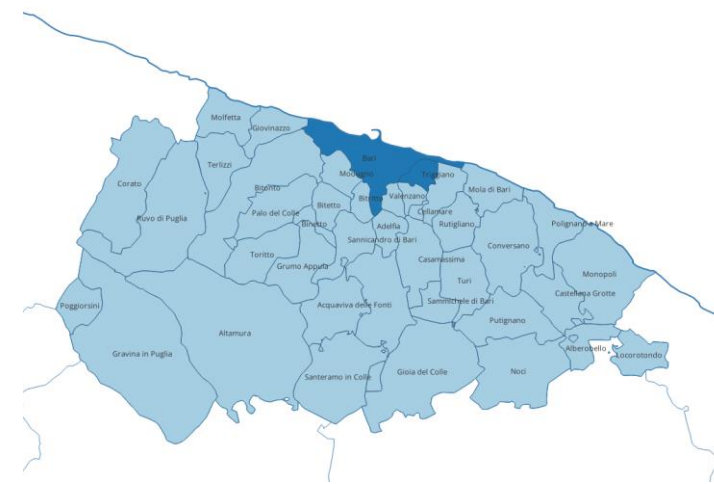 Molfetta
Giovinazzo
Bari
Terlizzi
Modugno
Triggiano
Corato
Bitonto
Bitritto
Valenzano
Mola di Bari
Ruvo di Puglia
Palo del Colle
Bitetto
Cellamare
Binetto
Adelfia
Rutigliano
Polignano a Mare
Sannicandro di Bari
Conversano
Toritto
Casamassima
Grumo Appula
Turi
Monopoli
Castellana Grotte
Poggiorsini
Acquaviva delle Fonti
Sammichele di Bari
Altamura
Putignano
Gravina in Puglia
Alberobello
Locorotondo
Santeramo in Colle
Gioia del Colle
Noci